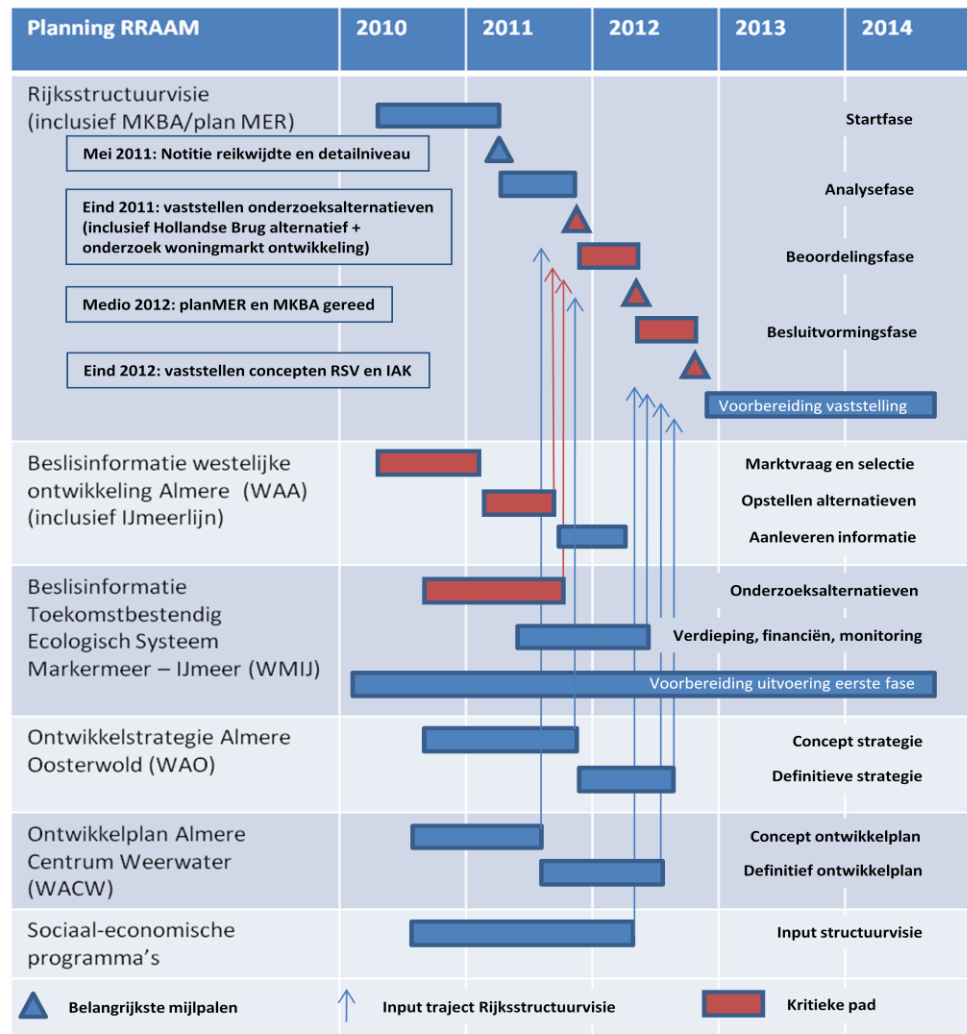 Planning RRAAM 2010 2011 2012 2013 2014
Rijksstructuurvisie
(inclusief MKBA/plan MER)
Startfase
Mei 2011: Notitie reikwijdte en detailniveau
Analysefase
Eind 2011: vaststellen onderzoeksalternatieven
(inclusief Hollandse Brug alternatief +
onderzoek woningmarkt ontwikkeling)
Beoordelingsfase
Medio 2012: planMER en MKBA gereed
Besluitvormingsfase
Eind 2012: vaststellen concepten RSV en IAK
Voorbereiding vaststelling
Beslisinformatie westelijke
ontwikkeling Almere (WAA)
(inclusief IJmeerlijn)
Marktvraag en selectie
Opstellen alternatieven
Aanleveren informatie
Beslisinformatie
Toekomstbestendig
Ecologisch Systeem
Markermeer – IJmeer (WMIJ)
Onderzoeksalternatieven
Verdieping, financiën, monitoring
Voorbereiding uitvoering eerste fase
Ontwikkelstrategie Almere
Oosterwold (WAO)
Concept strategie
Definitieve strategie
Ontwikkelplan Almere
Centrum Weerwater
(WACW)
Concept ontwikkelplan
Definitief ontwikkelplan
Sociaal-economische
programma's
Input structuurvisie
Belangrijkste mijlpalen
Input traject Rijksstructuurvisie
Kritieke pad